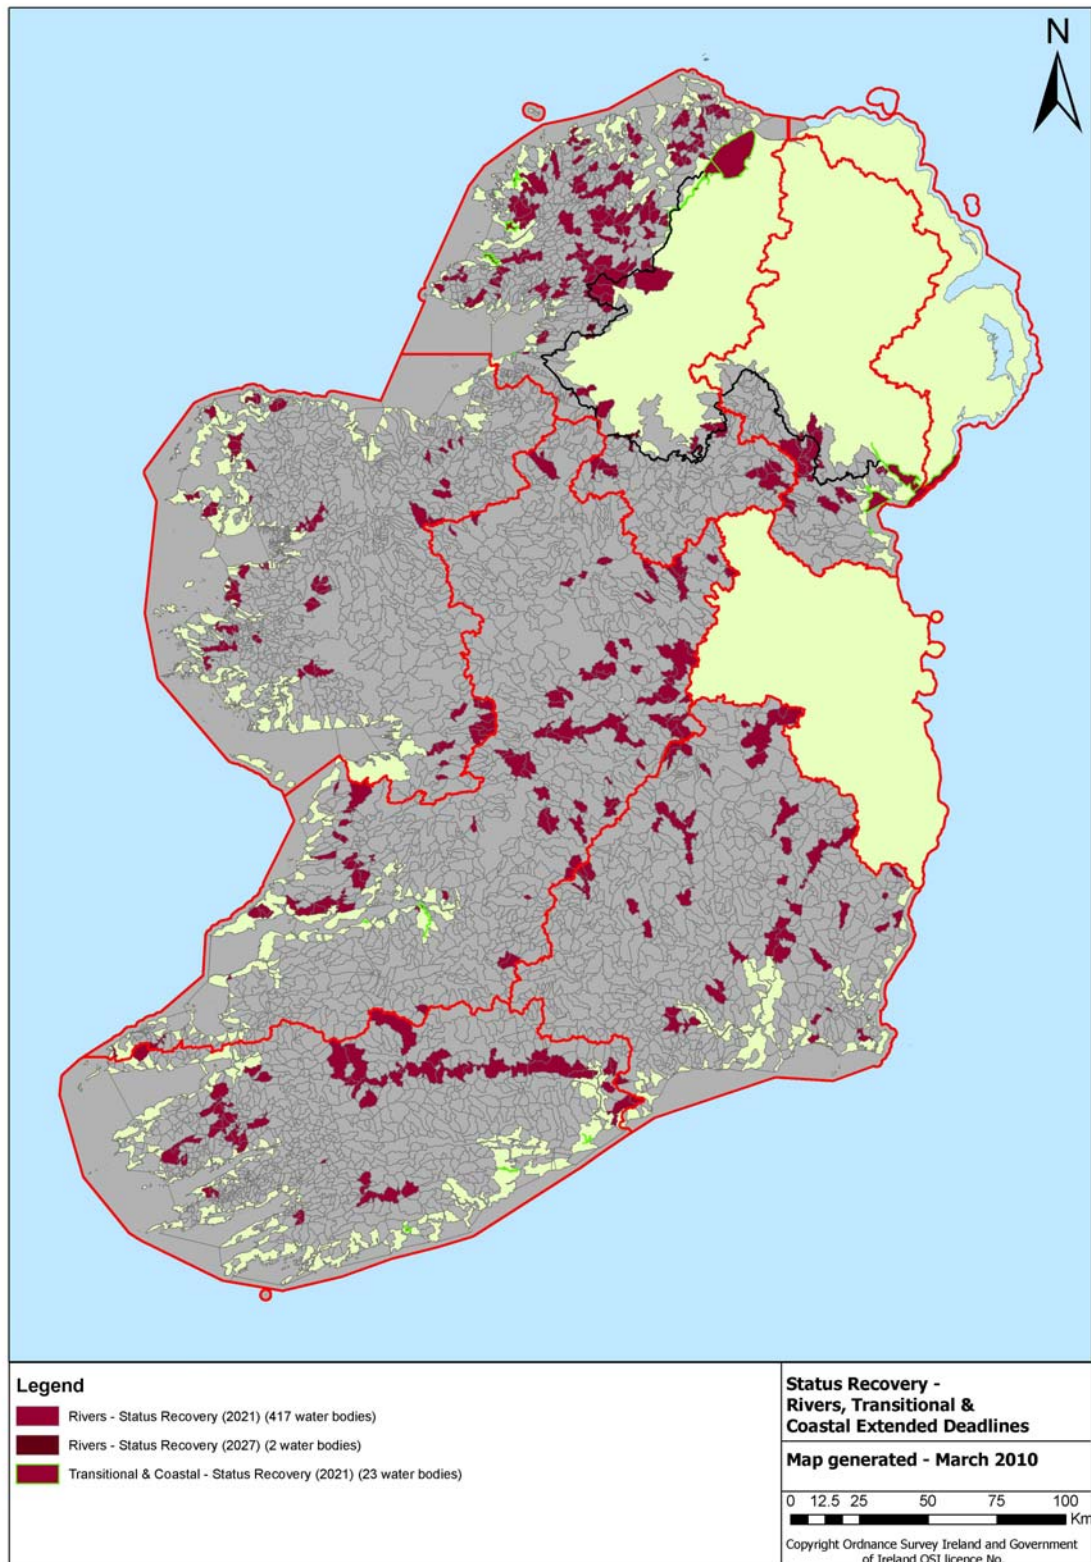 N
Legend
Rivers - Status Recovery (2021) (417 water bodies)
Rivers - Status Recovery (2027) (2 water bodies)
Transitional & Coastal - Status Recovery (2021) (23 water bodies)
Status Recovery -
Rivers, Transitional &
Coastal Extended Deadlines
Map generated - March 2010
0 12.5 25 50 75 100
Km
Copyright Ordnance Survey Ireland and Government
of Ireland OSI licence No